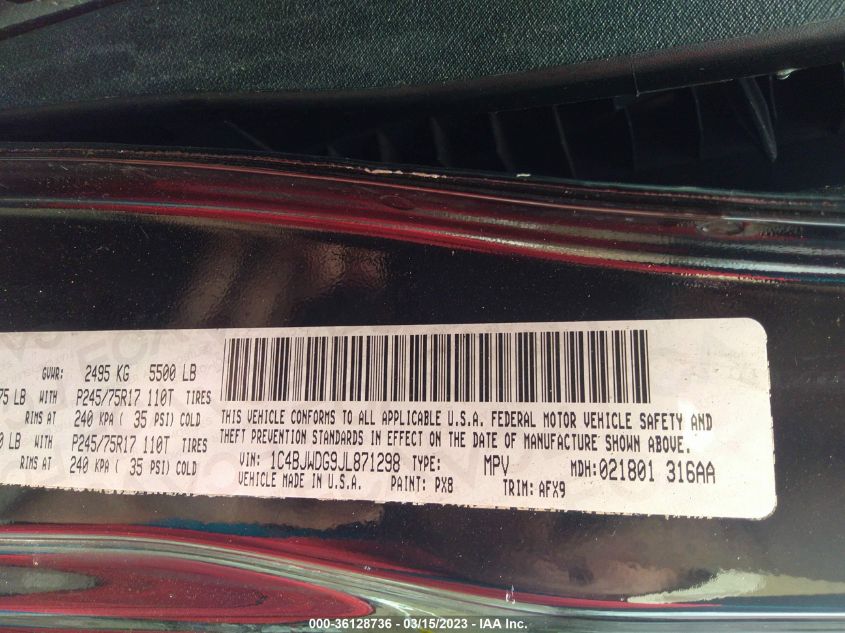 GVWR: 2495 KG 5500 LB
75 LB WITH P245/75R17 110T TIRES
RIMS AT 240 KPA ( 35 PSI) COLD
0 LB WITH P245/75R17 110T TIRES
RIMS AT 240 KPA ( 35 PSI) COLD
THIS VEHICLE CONFORMS TO ALL APPLICABLE U.S.A. FEDERAL MOTOR VEHICLE SAFETY AND
THEFT PREVENTION STANDARDS IN EFFECT ON THE DATE OF MANUFACTURE SHOWN ABOVE.
VIN: 1C4BJWDG9JL871298 TYPE: MPV MDH: 021801 316AA
VEHICLE MADE IN U.S.A. PAINT: PX8 TRIM: AFX9
000-36128736 - 03/15/2023 - IAA Inc.